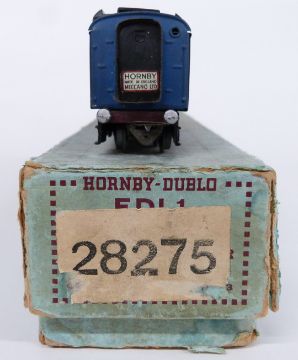 HORNBY
MADE IN ENGLAND
MECCANO LTD
HORNBY-DUBLO
EDL1
28275